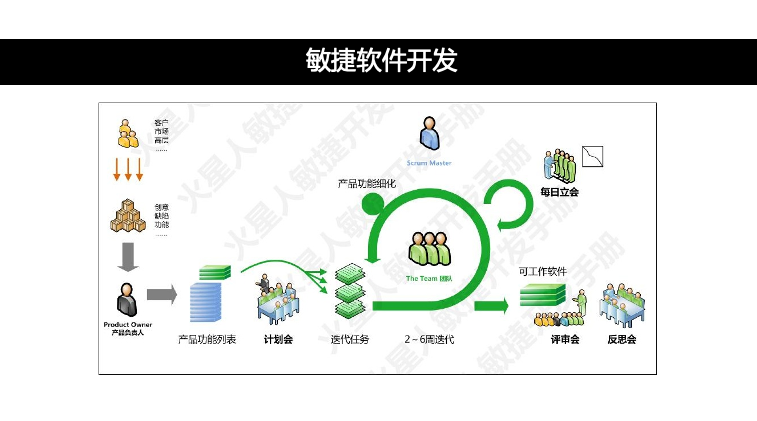 敏捷软件开发
客户
市场
高层
......
Scrum Master
产品功能细化
每日立会
创意
缺陷
功能
......
The Team 团队
可工作软件
Product Owner
产品负责人
产品功能列表
计划会
迭代任务
2～6周迭代
评审会
反思会
火星人敏捷开发手册
火星人敏捷开发手册
火星人敏捷开发手册